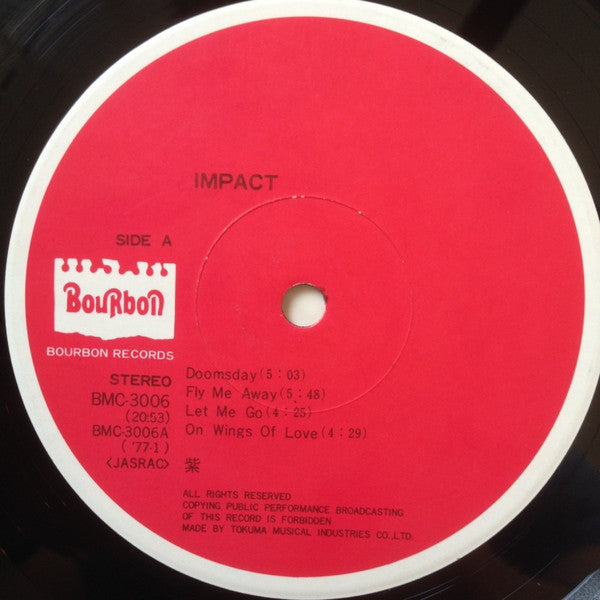 IMPACT
SIDE A
BouRboN
BOURBON RECORDS
STEREO
BMC-3006
(20:53)
BMC-3006A
('77·1)
<JASRAC>
Doomsday(5:03)
Fly Me Away(5:48)
Let Me Go(4:25)
On Wings Of Love(4:29)
紫
ALL RIGHTS RESERVED
COPYING PUBLIC PERFORMANCE BROADCASTING
OF THIS RECORD IS FORBIDDEN
MADE BY TOKUMA MUSICAL INDUSTRIES CO.,LTD.